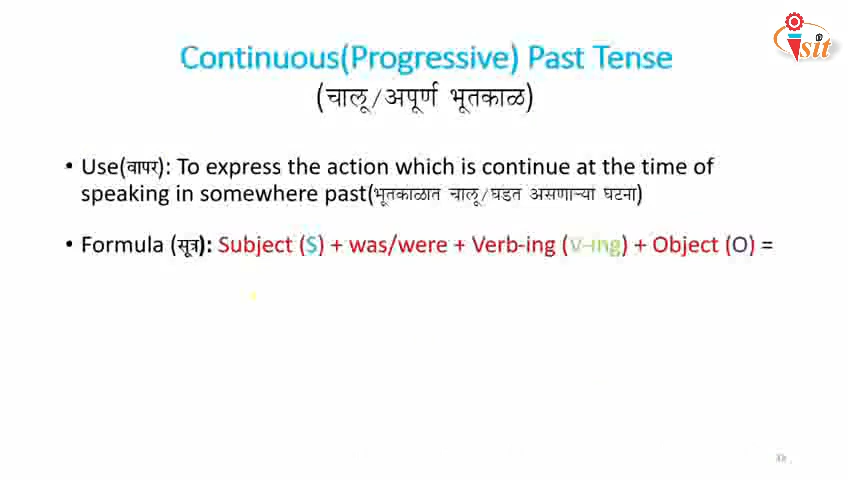 sit
Continuous(Progressive) Past Tense
(चालू/अपूर्ण भूतकाळ)
• Use(वापर): To express the action which is continue at the time of
speaking in somewhere past(भूतकाळात चालू/घडत असणाऱ्या घटना)
• Formula (सूत्र): Subject (S) + was/were + Verb-ing (V-ing) + Object (O) =